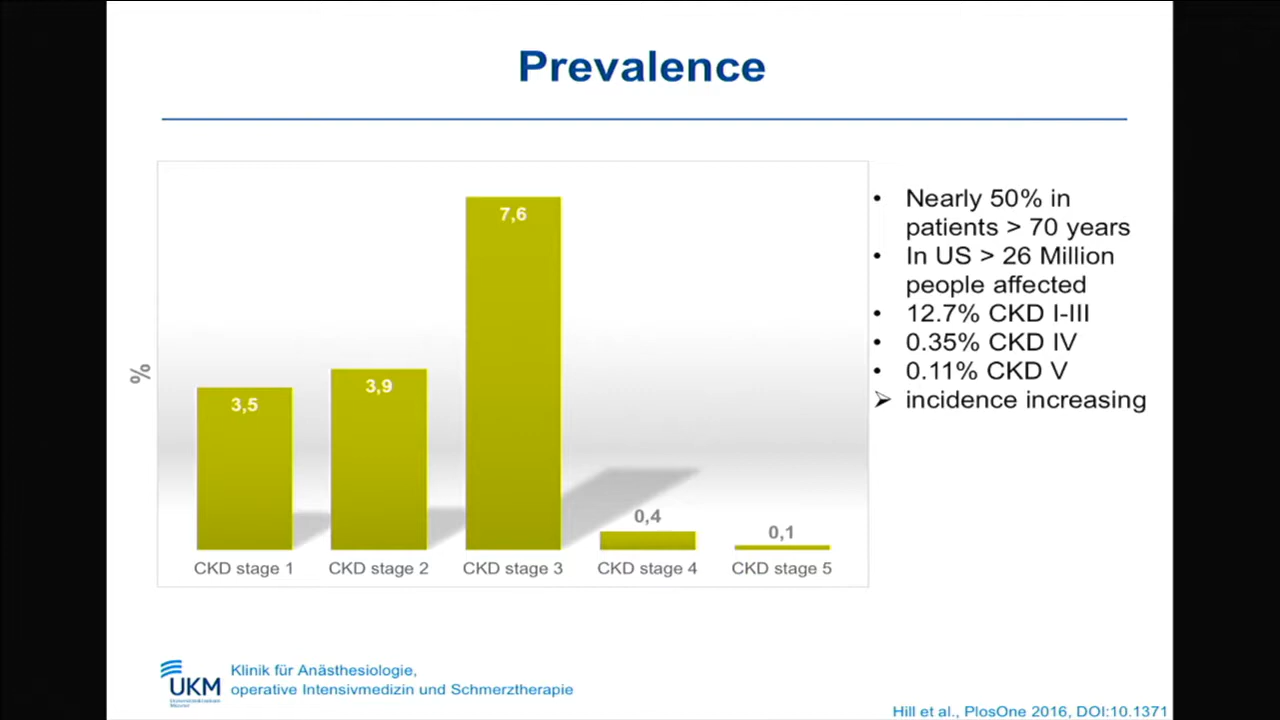 Prevalence
%
7,6
3,9
3,5
0,4
0,1
CKD stage 1
CKD stage 2
CKD stage 3
CKD stage 4
CKD stage 5
• Nearly 50% in
patients > 70 years
• In US > 26 Million
people affected
• 12.7% CKD I-III
• 0.35% CKD IV
• 0.11% CKD V
➢ incidence increasing
UKM
Klinik für Anästhesiologie,
operative Intensivmedizin und Schmerztherapie
Hill et al., PlosOne 2016, DOI:10.1371